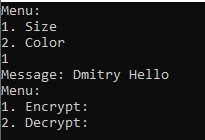 Menu:
1. Size
2. Color
1
Message: Dmitry Hello
Menu:
1. Encrypt:
2. Decrypt: